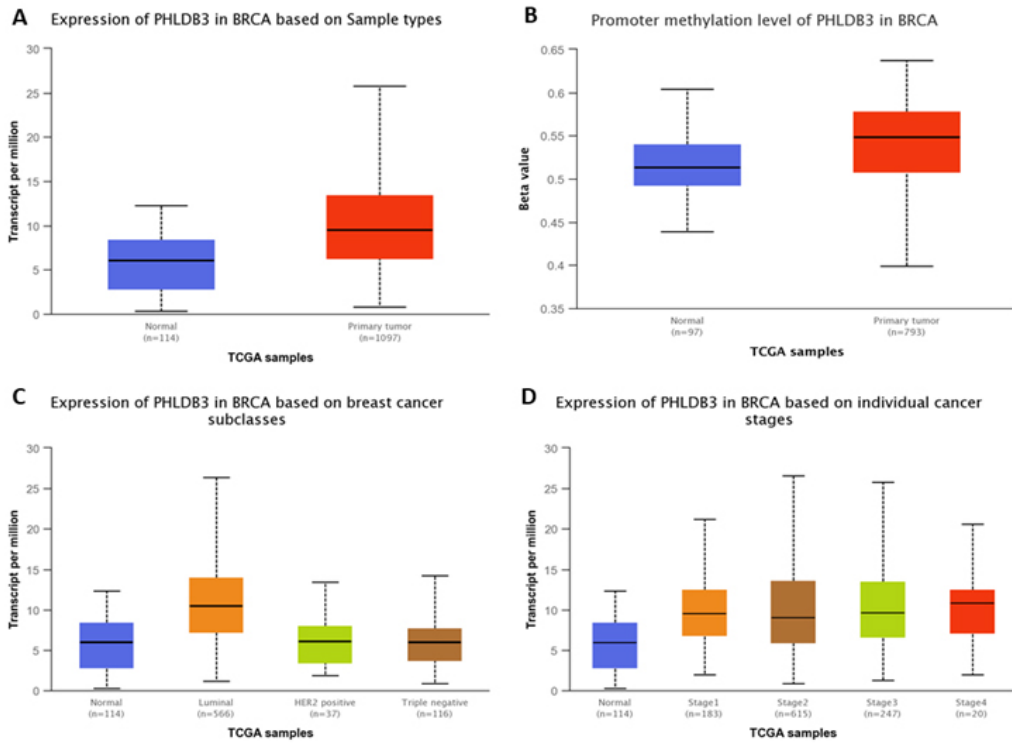 A
Expression of PHLDB3 in BRCA based on Sample types
Transcript per million
30
25
20
15
10
5
0
Normal
(n=114)
Primary tumor
(n=1097)
TCGA samples
B
Promoter methylation level of PHLDB3 in BRCA
Beta value
0.65
0.6
0.55
0.5
0.45
0.4
0.35
Normal
(n=97)
Primary tumor
(n=793)
TCGA samples
C
Expression of PHLDB3 in BRCA based on breast cancer
subclasses
Transcript per million
30
25
20
15
10
5
0
Normal
(n=114)
Luminal
(n=566)
HER2 positive
(n=37)
Triple negative
(n=116)
TCGA samples
D
Expression of PHLDB3 in BRCA based on individual cancer
stages
Transcript per million
30
25
20
15
10
5
0
Normal
(n=114)
Stage1
(n=183)
Stage2
(n=615)
Stage3
(n=247)
Stage4
(n=20)
TCGA samples